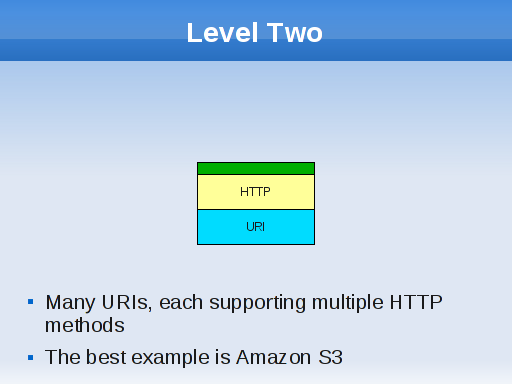 Level Two
HTTP
URI
Many URIs, each supporting multiple HTTP
methods
The best example is Amazon S3